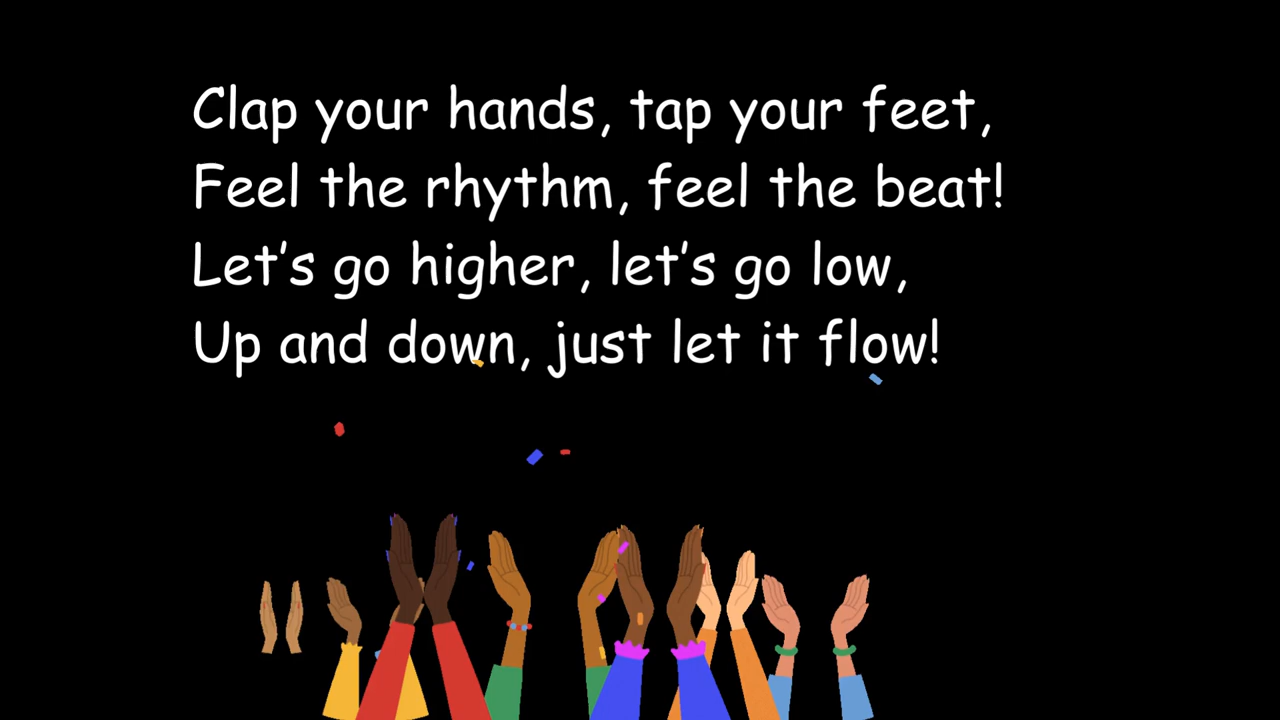 Clap your hands, tap your feet,
Feel the rhythm, feel the beat!
Let’s go higher, let’s go low,
Up and down, just let it flow!